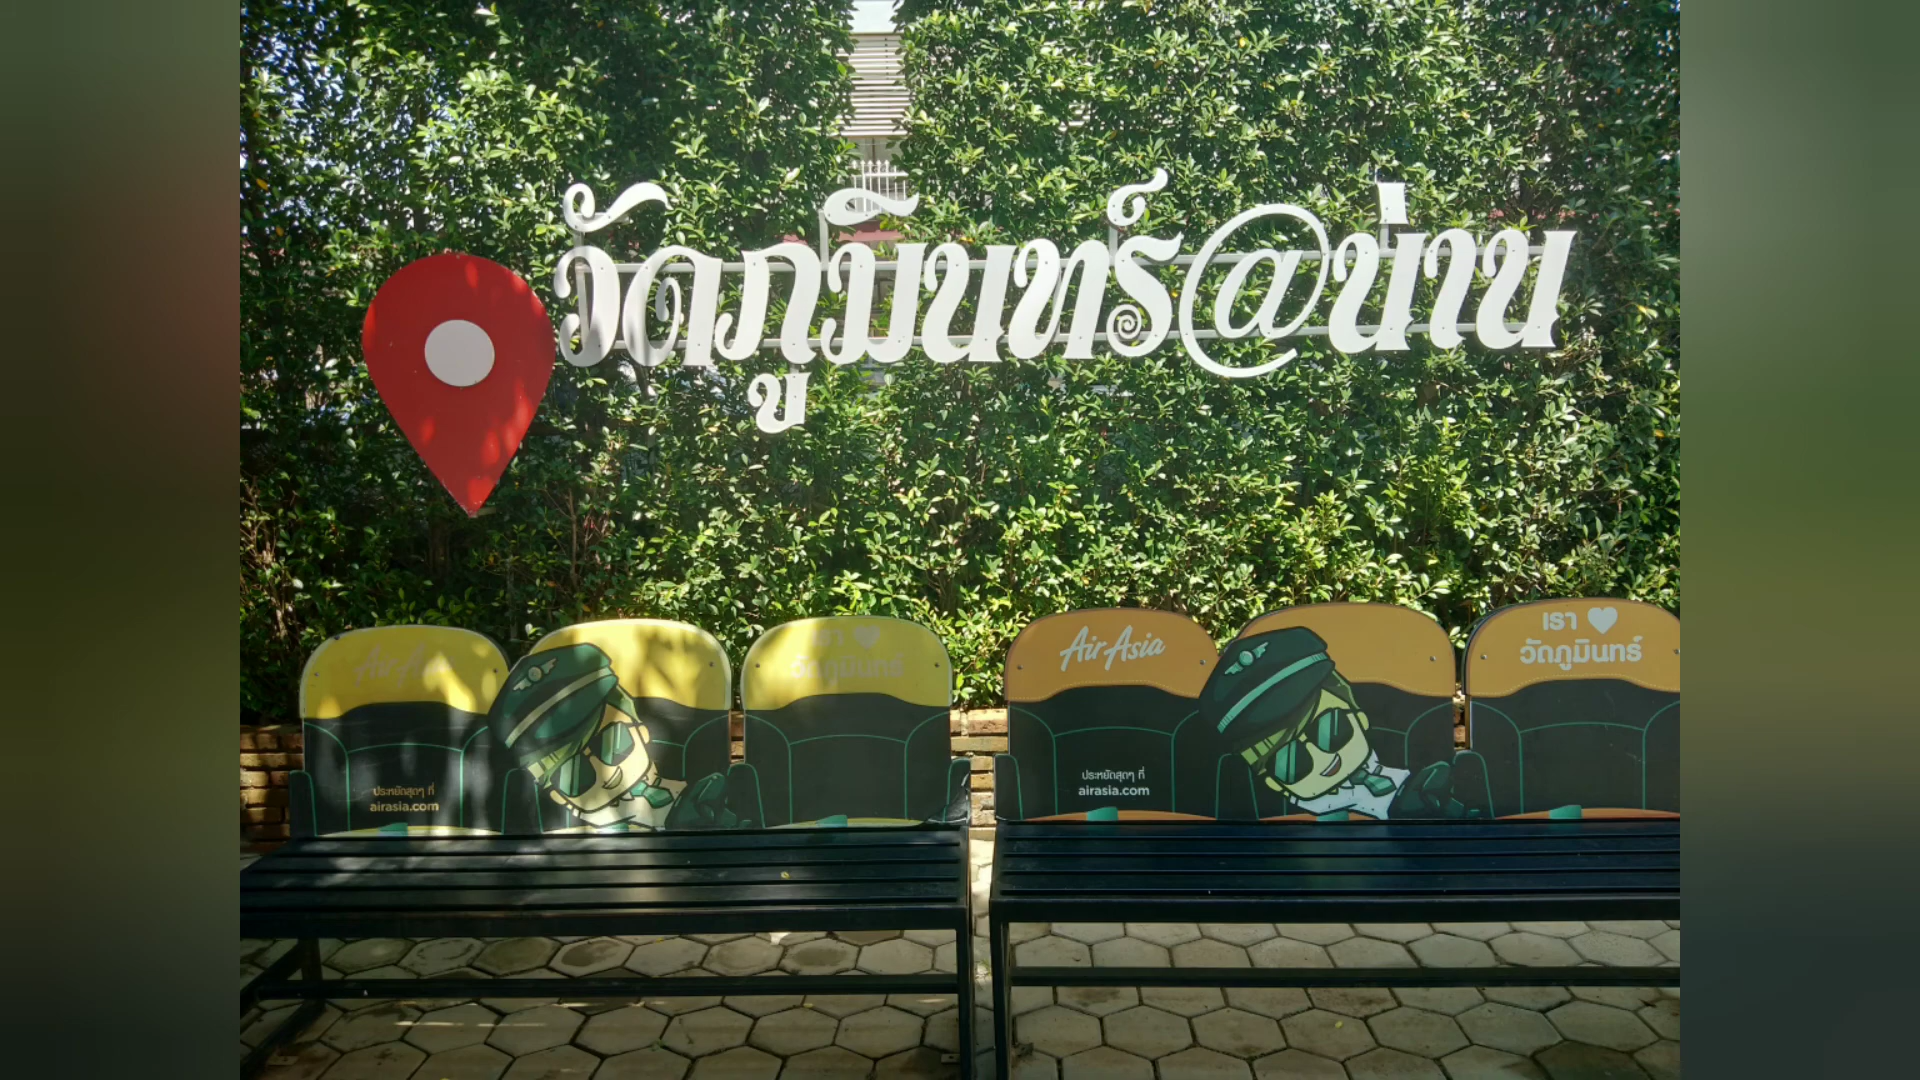 วัดภูมินทร์@น่าน
AirAsia
เรา
วัดภูมินทร์
ประหยัดสุดๆ ที่
airasia.com
AirAsia
เรา
วัดภูมินทร์
ประหยัดสุดๆ ที่
airasia.com